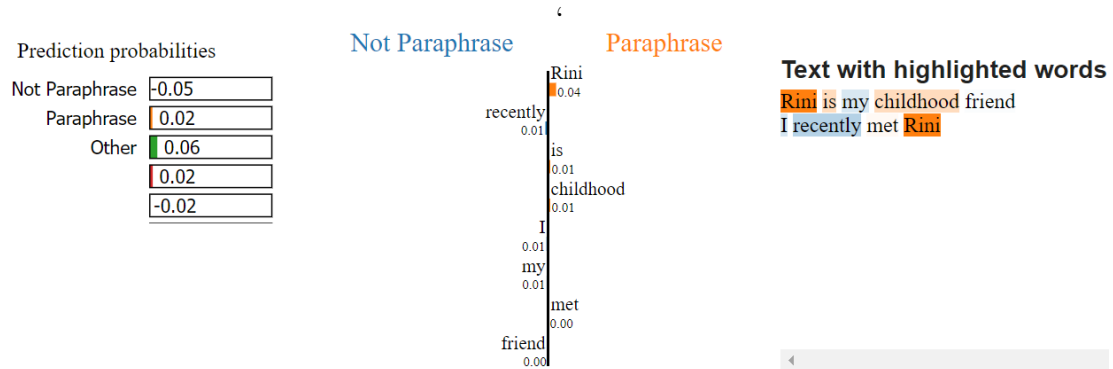 ‘
Prediction probabilities
Not Paraphrase -0.05
Paraphrase 0.02
Other 0.06
0.02
-0.02
Not Paraphrase Paraphrase
Rini
0.04
recently
0.01
is
0.01
childhood
0.01
I
0.01
my
0.01
met
0.00
friend
0.00
Text with highlighted words
Rini is my childhood friend
I recently met Rini